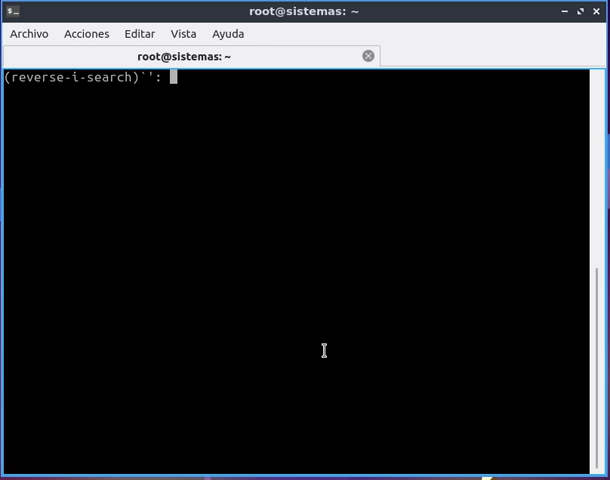 root@sistemas: ~
Archivo Acciones Editar Vista Ayuda
root@sistemas: ~
(reverse-i-search)`':